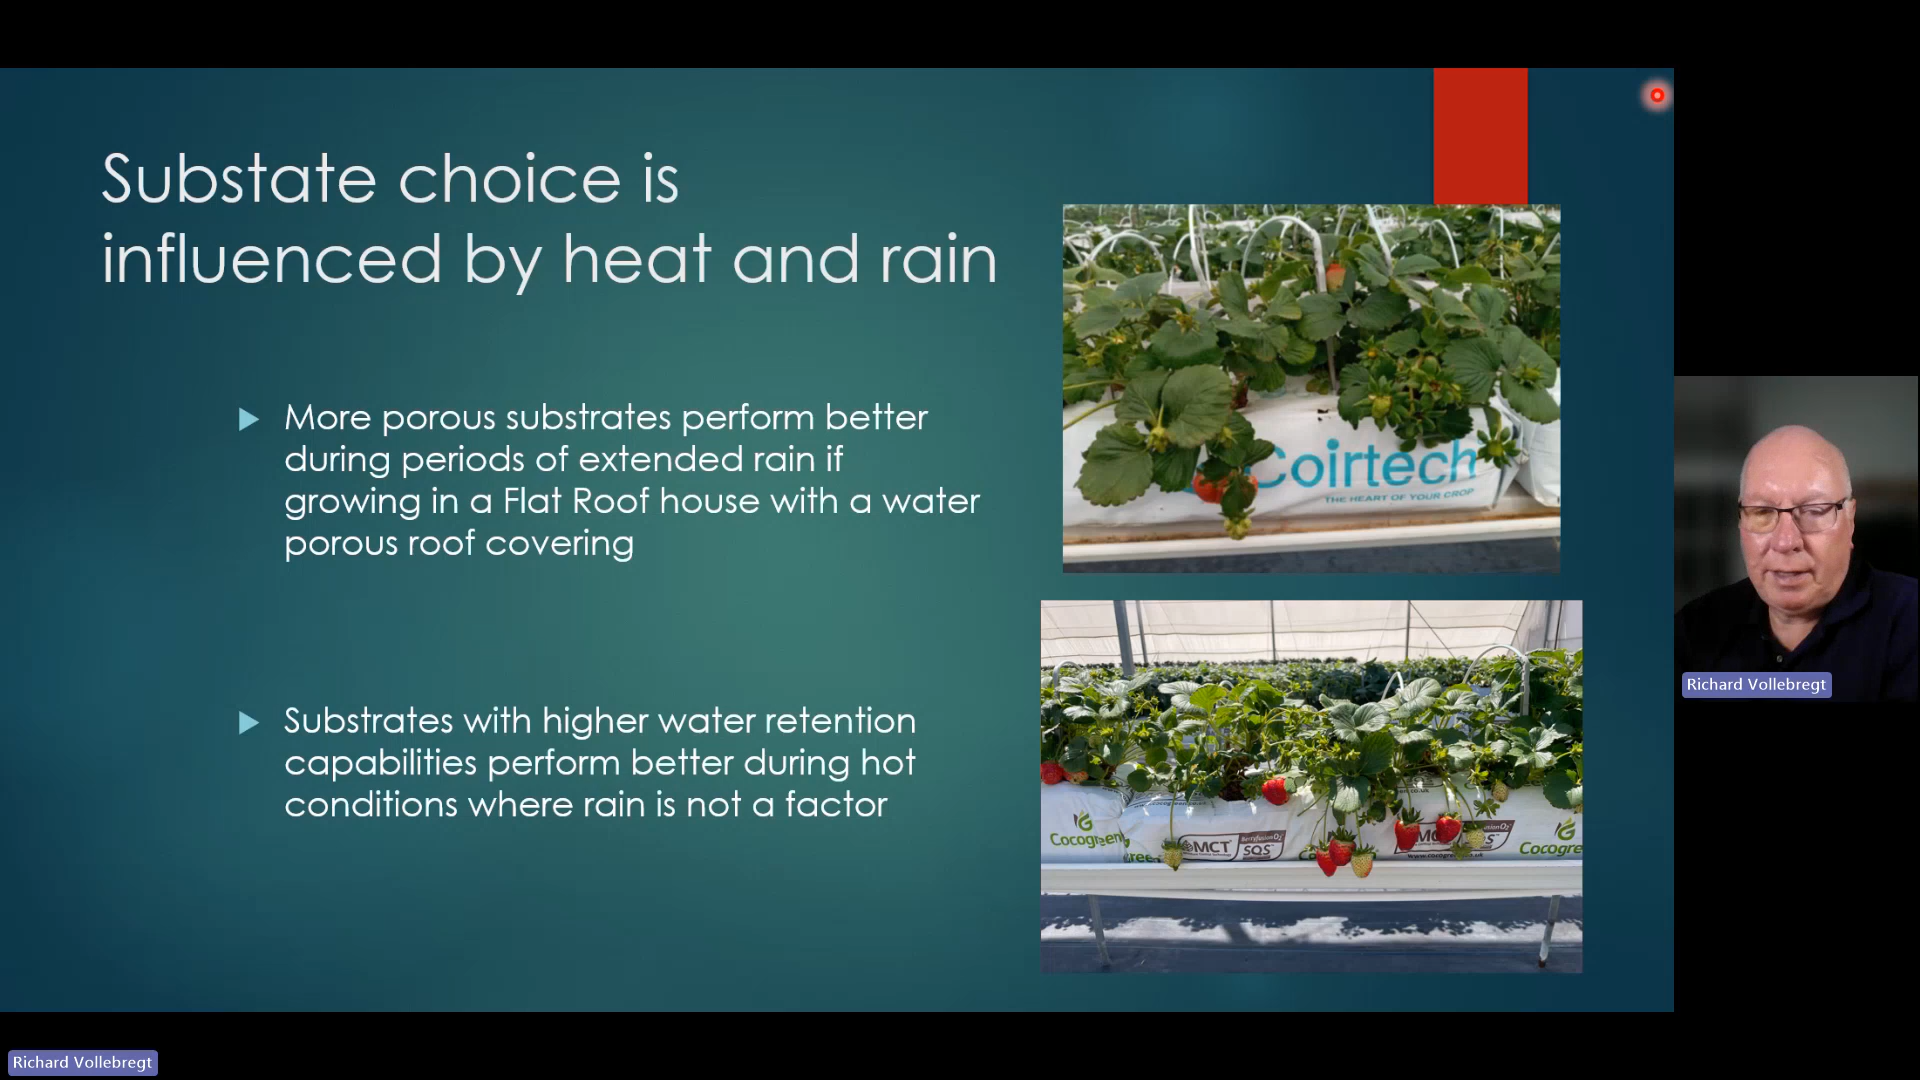 Substate choice is
influenced by heat and rain
More porous substrates perform better
during periods of extended rain if
growing in a Flat Roof house with a water
porous roof covering
Substrates with higher water retention
capabilities perform better during hot
conditions where rain is not a factor
Coirtech
THE HEART OF YOUR CROP
Cocogreen
MCT
SQS
Cocogre
Richard Vollebregt
Richard Vollebregt